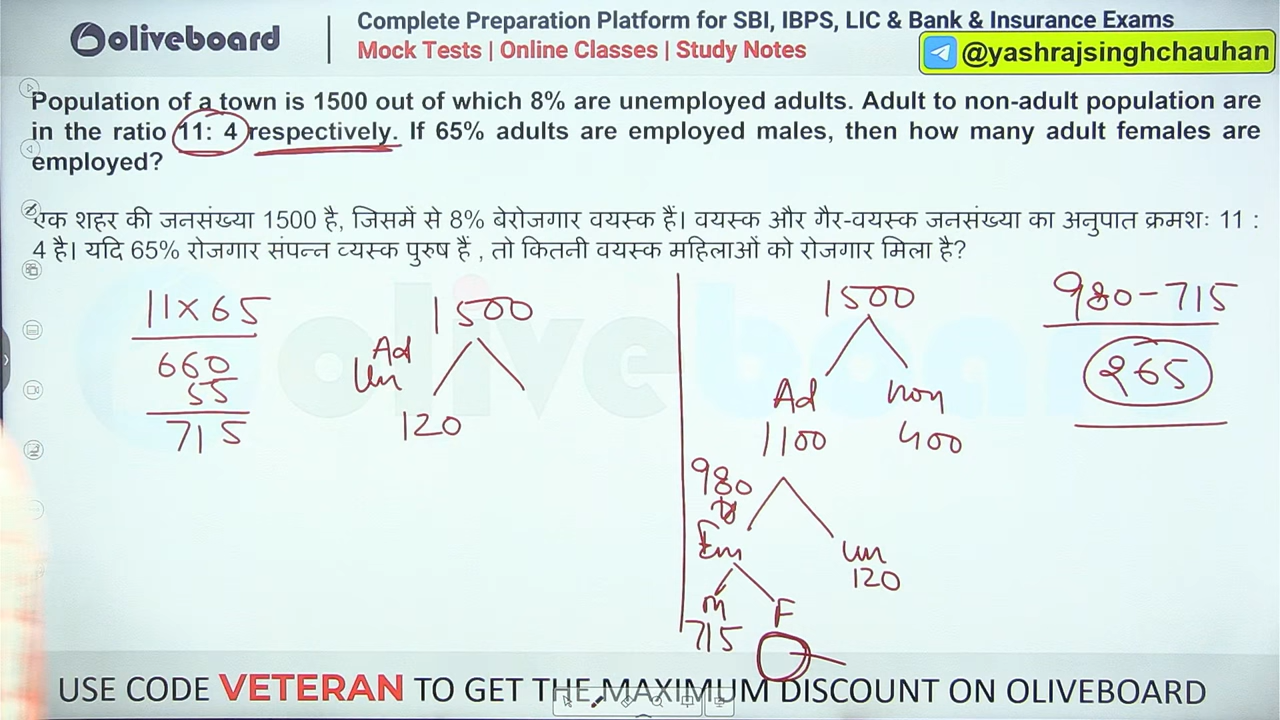 oliveboard
Complete Preparation Platform for SBI, IBPS, LIC & Bank & Insurance Exams
Mock Tests | Online Classes | Study Notes
@yashrajsinghchauhan
Population of a town is 1500 out of which 8% are unemployed adults. Adult to non-adult population are
in the ratio 11: 4 respectively. If 65% adults are employed males, then how many adult females are
employed?
एक शहर की जनसंख्या 1500 है, जिसमें से 8% बेरोजगार वयस्क हैं। वयस्क और गैर-वयस्क जनसंख्या का अनुपात क्रमशः 11 :
4 है। यदि 65% रोजगार संपन्न व्यस्क पुरुष हैं , तो कितनी वयस्क महिलाओं को रोजगार मिला है?
oliveboard
11 x 65
660
55
715
1500
Ad
Un
120
1500
Ad non
1100 400
980
Em Un
120
m F
715
980 - 715
265
USE CODE VETERAN TO GET THE MAXIMUM DISCOUNT ON OLIVEBOARD